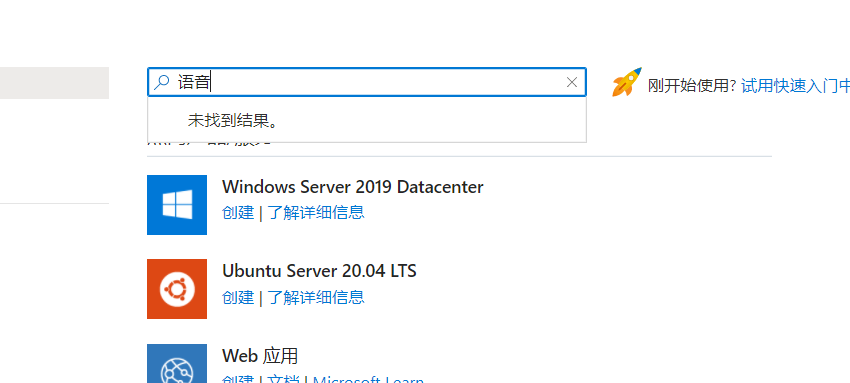 语音
刚开始使用? 试用快速入门中
未找到结果。
Windows Server 2019 Datacenter
创建 | 了解详细信息
Ubuntu Server 20.04 LTS
创建 | 了解详细信息
Web 应用
创建 | 文档 | Microsoft Learn